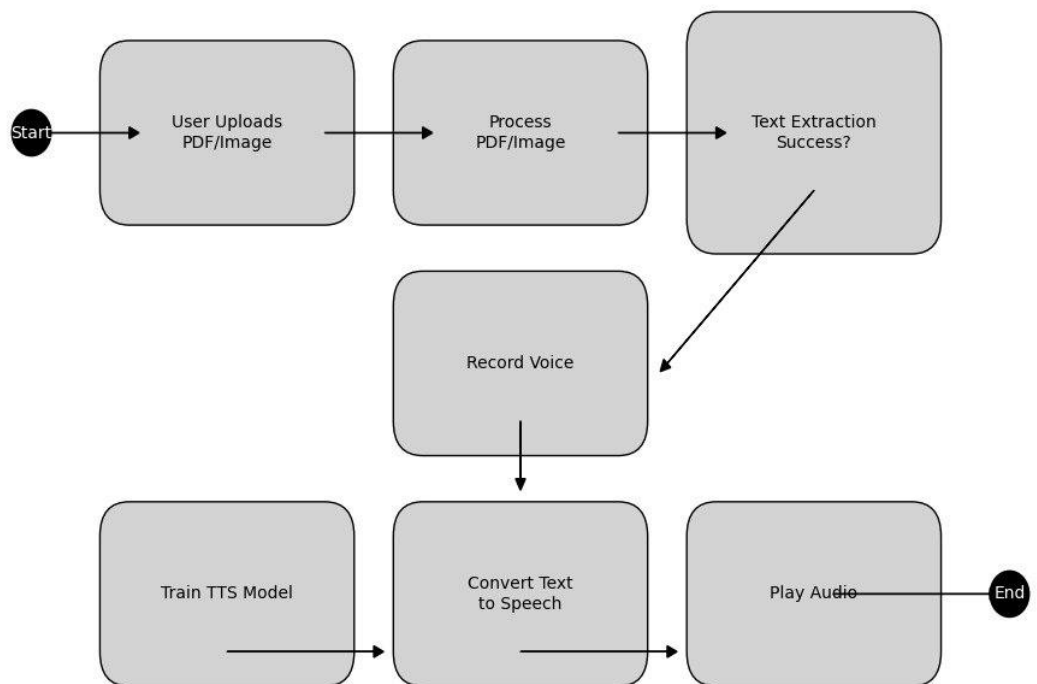 Start
User Uploads
PDF/Image
Process
PDF/Image
Text Extraction
Success?
Record Voice
Train TTS Model
Convert Text
to Speech
Play Audio
End